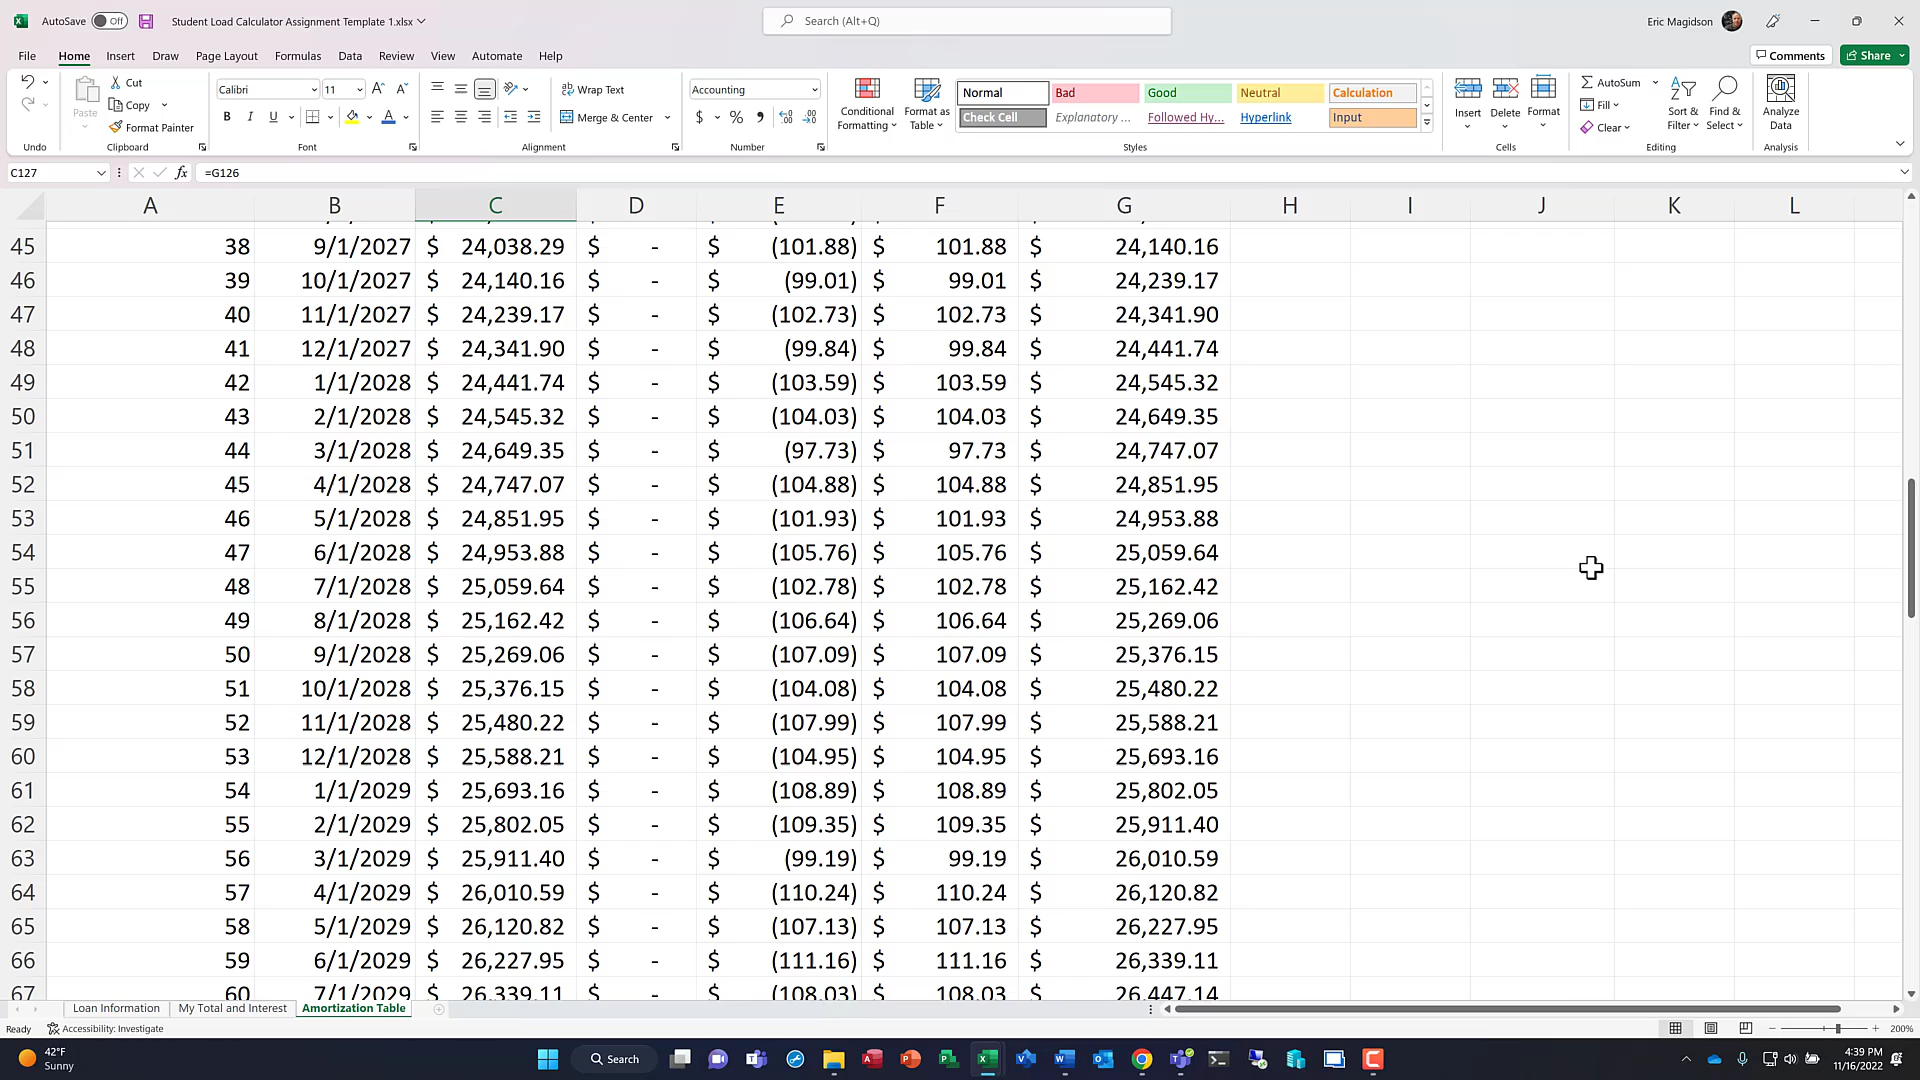 AutoSave Off Student Load Calculator Assignment Template 1.xlsx Search (Alt+Q) Eric Magidson
File Home Insert Draw Page Layout Formulas Data Review View Automate Help Comments Share
Paste Cut Copy Format Painter
Calibri 11 B I U
Wrap Text Merge & Center
Accounting $ %
Conditional Formatting Format as Table
Normal Bad Good Neutral Calculation
Check Cell Explanatory ... Followed Hy... Hyperlink Input
Insert Delete Format
AutoSum Fill Clear Sort & Filter Find & Select Analyze Data
Undo Clipboard Font Alignment Number Styles Cells Editing Analysis
C127 fx =G126
A B C D E F G H I J K L
45 38 9/1/2027 $ 24,038.29 $ - $ (101.88) $ 101.88 $ 24,140.16
46 39 10/1/2027 $ 24,140.16 $ - $ (99.01) $ 99.01 $ 24,239.17
47 40 11/1/2027 $ 24,239.17 $ - $ (102.73) $ 102.73 $ 24,341.90
48 41 12/1/2027 $ 24,341.90 $ - $ (99.84) $ 99.84 $ 24,441.74
49 42 1/1/2028 $ 24,441.74 $ - $ (103.59) $ 103.59 $ 24,545.32
50 43 2/1/2028 $ 24,545.32 $ - $ (104.03) $ 104.03 $ 24,649.35
51 44 3/1/2028 $ 24,649.35 $ - $ (97.73) $ 97.73 $ 24,747.07
52 45 4/1/2028 $ 24,747.07 $ - $ (104.88) $ 104.88 $ 24,851.95
53 46 5/1/2028 $ 24,851.95 $ - $ (101.93) $ 101.93 $ 24,953.88
54 47 6/1/2028 $ 24,953.88 $ - $ (105.76) $ 105.76 $ 25,059.64
55 48 7/1/2028 $ 25,059.64 $ - $ (102.78) $ 102.78 $ 25,162.42
56 49 8/1/2028 $ 25,162.42 $ - $ (106.64) $ 106.64 $ 25,269.06
57 50 9/1/2028 $ 25,269.06 $ - $ (107.09) $ 107.09 $ 25,376.15
58 51 10/1/2028 $ 25,376.15 $ - $ (104.08) $ 104.08 $ 25,480.22
59 52 11/1/2028 $ 25,480.22 $ - $ (107.99) $ 107.99 $ 25,588.21
60 53 12/1/2028 $ 25,588.21 $ - $ (104.95) $ 104.95 $ 25,693.16
61 54 1/1/2029 $ 25,693.16 $ - $ (108.89) $ 108.89 $ 25,802.05
62 55 2/1/2029 $ 25,802.05 $ - $ (109.35) $ 109.35 $ 25,911.40
63 56 3/1/2029 $ 25,911.40 $ - $ (99.19) $ 99.19 $ 26,010.59
64 57 4/1/2029 $ 26,010.59 $ - $ (110.24) $ 110.24 $ 26,120.82
65 58 5/1/2029 $ 26,120.82 $ - $ (107.13) $ 107.13 $ 26,227.95
66 59 6/1/2029 $ 26,227.95 $ - $ (111.16) $ 111.16 $ 26,339.11
67 60 7/1/2029 $ 26,339.11 $ - $ (108.03) $ 108.03 $ 26,447.14
Loan Information My Total and Interest Amortization Table
Ready Accessibility: Investigate 200%
42°F Sunny Search 4:39 PM 11/16/2022